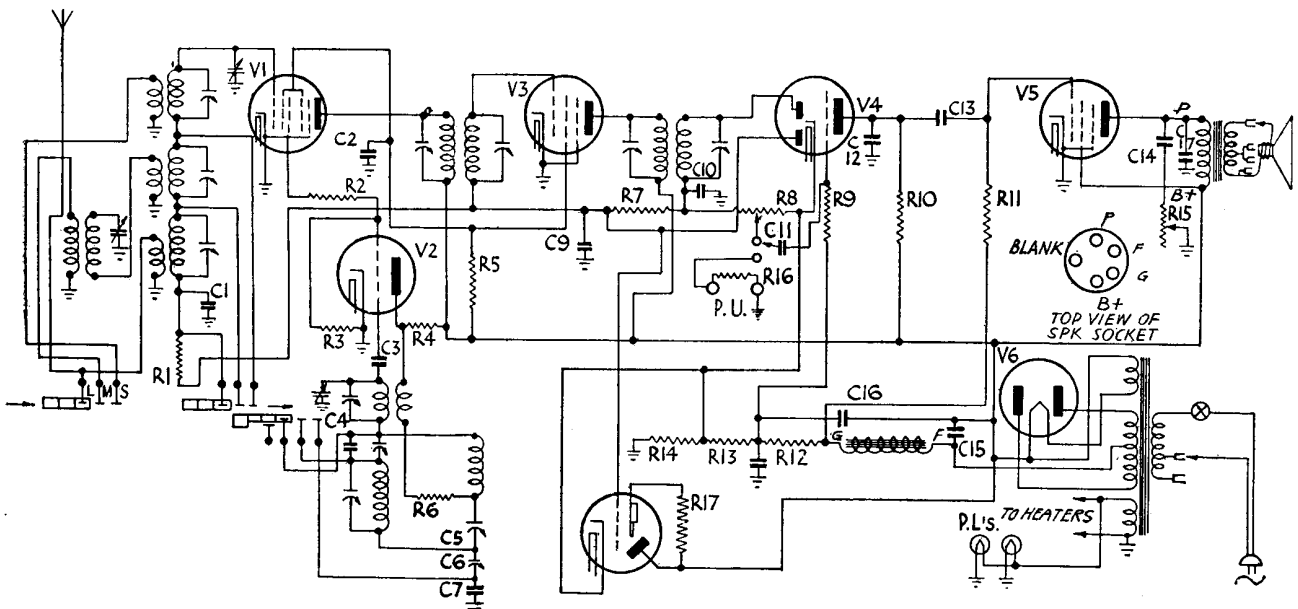 V1
V3
V4
C13
V5
P
C2
C
12
C14
C
17
R2
C10
B+
R15
R7
R8
R9
R10
R11
C9
C11
V2
R5
BLANK
P
F
G
C1
R16
P.U.
B+
TOP VIEW OF
SPK SOCKET
R3
C3
R4
R1
V6
L M S
C4
C16
G
F
C15
R14
R13
R12
R6
R17
C5
P.L's.
TO HEATERS
C6
C7